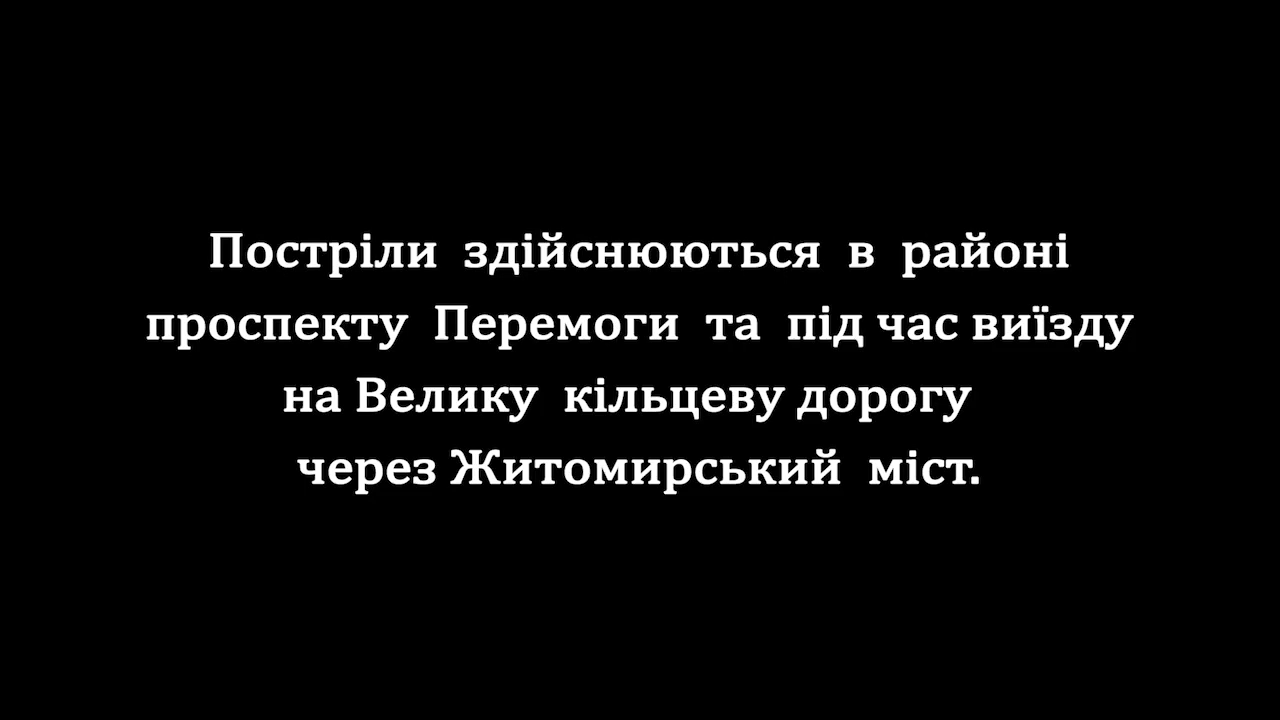 Постріли здійснюються в районі
проспекту Перемоги та під час виїзду
на Велику кільцеву дорогу
через Житомирський міст.